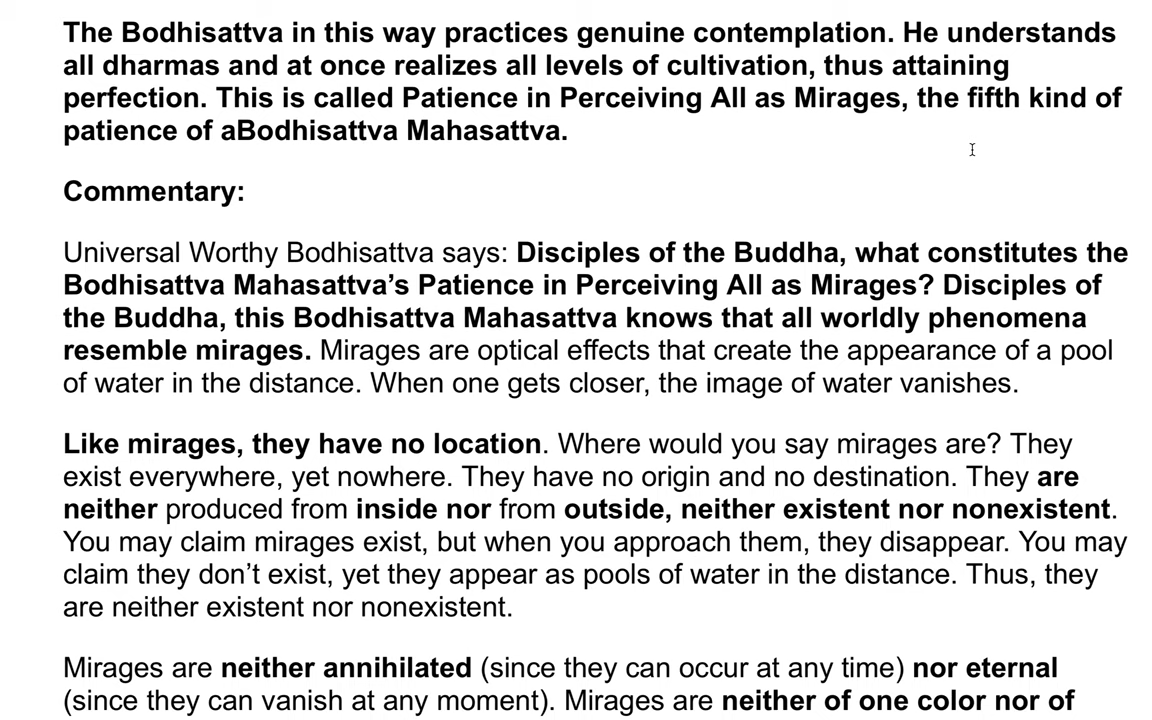 The Bodhisattva in this way practices genuine contemplation. He understands
all dharmas and at once realizes all levels of cultivation, thus attaining
perfection. This is called Patience in Perceiving All as Mirages, the fifth kind of
patience of aBodhisattva Mahasattva.
Commentary:
Universal Worthy Bodhisattva says: Disciples of the Buddha, what constitutes the
Bodhisattva Mahasattva’s Patience in Perceiving All as Mirages? Disciples of
the Buddha, this Bodhisattva Mahasattva knows that all worldly phenomena
resemble mirages. Mirages are optical effects that create the appearance of a pool
of water in the distance. When one gets closer, the image of water vanishes.
Like mirages, they have no location. Where would you say mirages are? They
exist everywhere, yet nowhere. They have no origin and no destination. They are
neither produced from inside nor from outside, neither existent nor nonexistent.
You may claim mirages exist, but when you approach them, they disappear. You may
claim they don’t exist, yet they appear as pools of water in the distance. Thus, they
are neither existent nor nonexistent.
Mirages are neither annihilated (since they can occur at any time) nor eternal
(since they can vanish at any moment). Mirages are neither of one color nor of